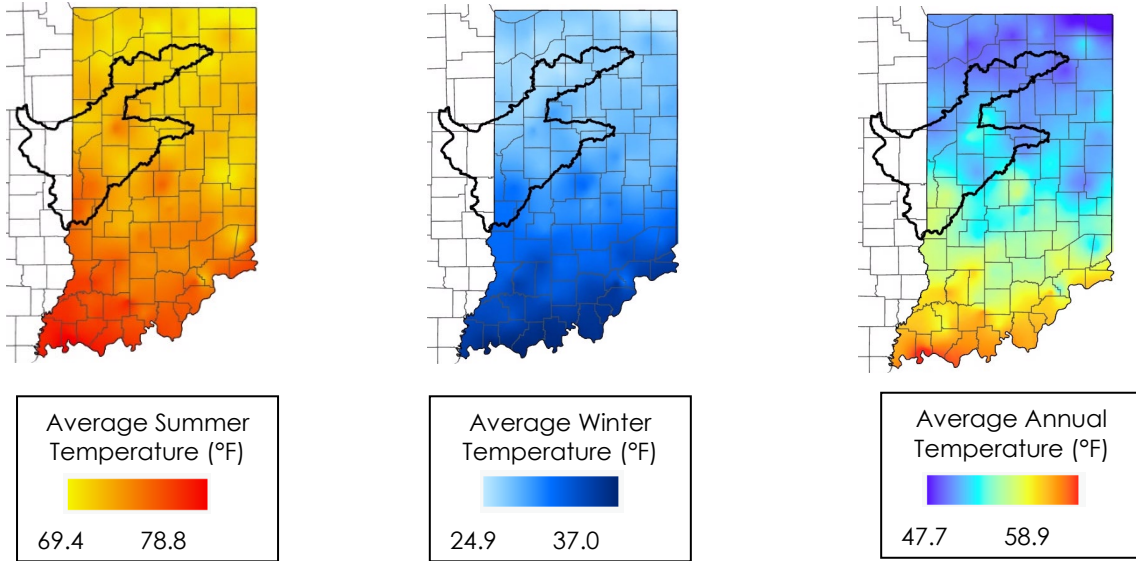 Average Summer
Temperature (°F)
69.4 78.8
Average Winter
Temperature (°F)
24.9 37.0
Average Annual
Temperature (°F)
47.7 58.9